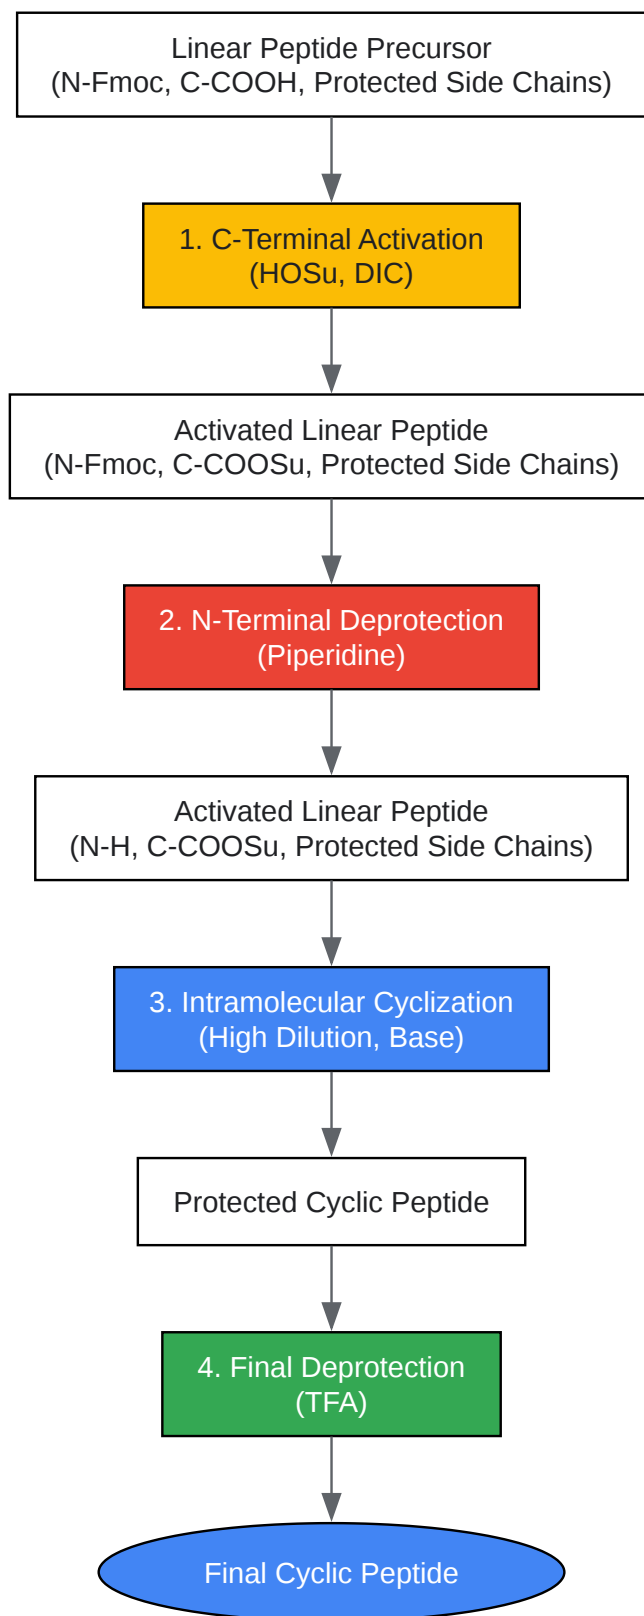 Linear Peptide Precursor
(N-Fmoc, C-COOH, Protected Side Chains)
1. C-Terminal Activation
(HOSu, DIC)
Activated Linear Peptide
(N-Fmoc, C-COOSu, Protected Side Chains)
2. N-Terminal Deprotection
(Piperidine)
Activated Linear Peptide
(N-H, C-COOSu, Protected Side Chains)
3. Intramolecular Cyclization
(High Dilution, Base)
Protected Cyclic Peptide
4. Final Deprotection
(TFA)
Final Cyclic Peptide